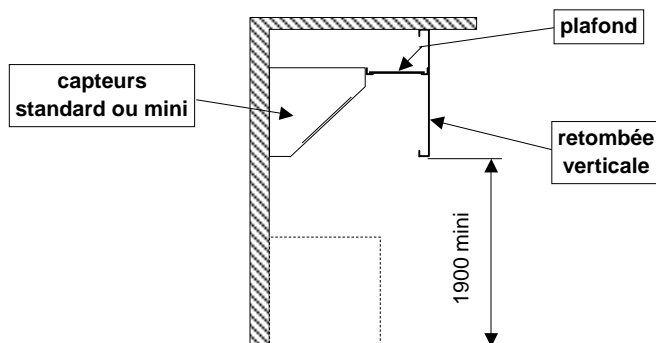 plafond
capteurs
standard ou mini
retombée
verticale
1900 mini